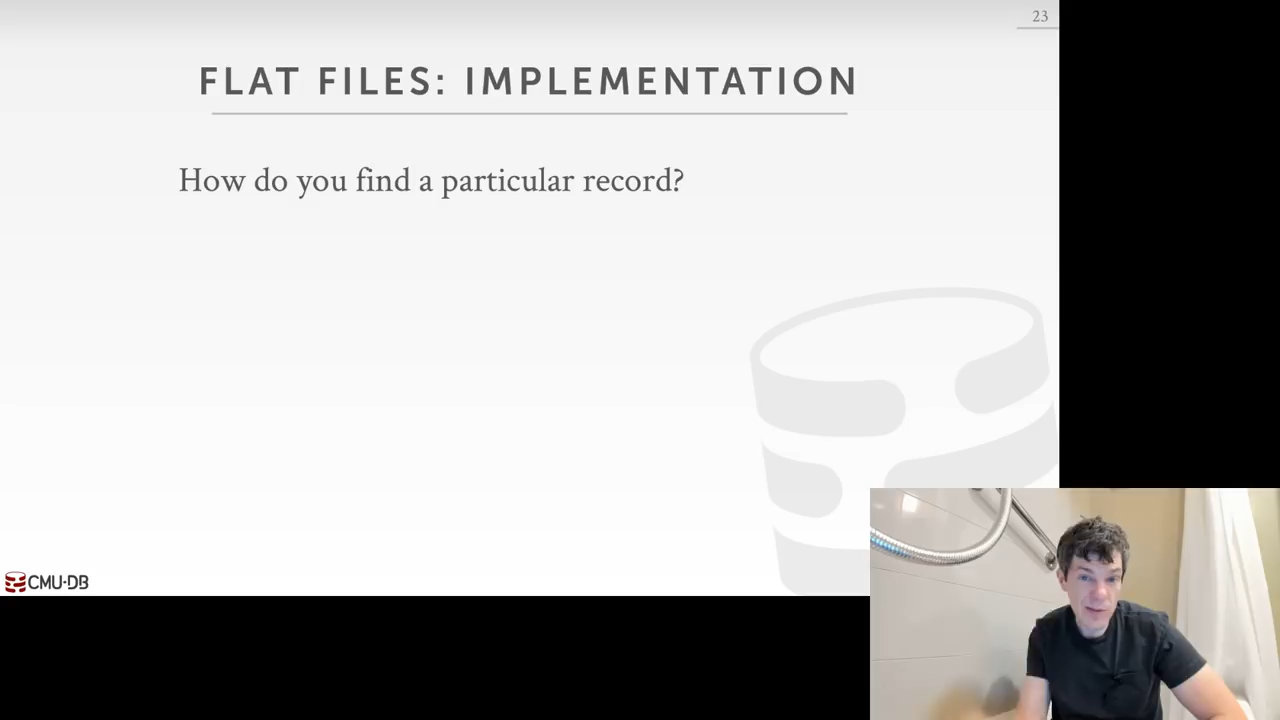 23
FLAT FILES: IMPLEMENTATION
How do you find a particular record?
CMU·DB